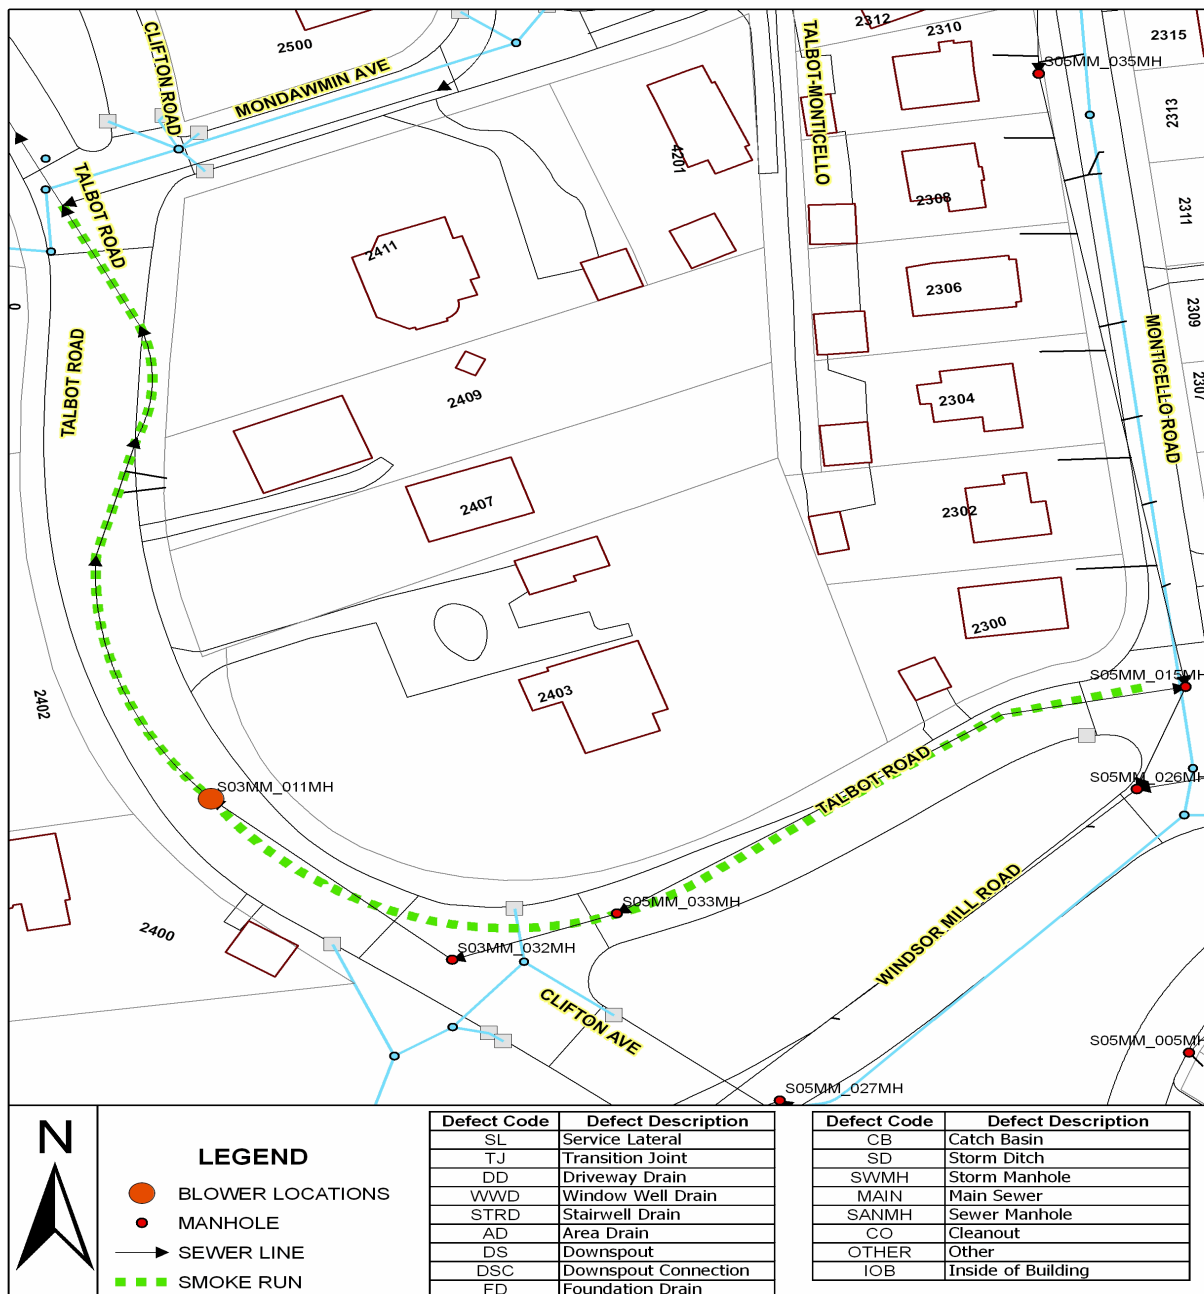 2500
CLIFTON ROAD
MONDAWMIN AVE
TALBOT-MONTICELLO
2312
2310
2315
S05MM_035MH
2313
4201
TALBOT ROAD
2308
2311
2411
0
2306
2309
TALBOT ROAD
MONTICELLO ROAD
2307
2409
2304
2407
2302
2300
2402
2403
S05MM_015MH
S03MM_011MH
TALBOT ROAD
S05MM_026MH
WINDSOR MILL ROAD
S05MM_033MH
2400
S03MM_032MH
CLIFTON AVE
S05MM_005MH
S05MM_027MH
N
LEGEND
BLOWER LOCATIONS
MANHOLE
SEWER LINE
SMOKE RUN
Defect Code Defect Description
SL Service Lateral
TJ Transition Joint
DD Driveway Drain
WWD Window Well Drain
STRD Stairwell Drain
AD Area Drain
DS Downspout
DSC Downspout Connection
FD Foundation Drain
Defect Code Defect Description
CB Catch Basin
SD Storm Ditch
SWMH Storm Manhole
MAIN Main Sewer
SANMH Sewer Manhole
CO Cleanout
OTHER Other
IOB Inside of Building